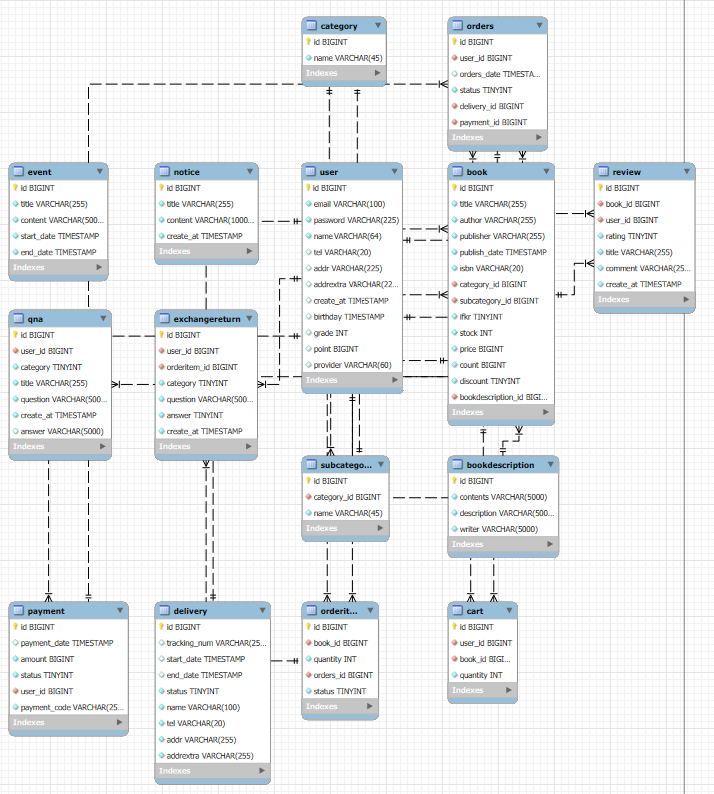 category
id BIGINT
name VARCHAR(45)
Indexes
orders
id BIGINT
user_id BIGINT
orders_date TIMESTA...
status TINYINT
delivery_id BIGINT
payment_id BIGINT
Indexes
event
id BIGINT
title VARCHAR(255)
content VARCHAR(500...
start_date TIMESTAMP
end_date TIMESTAMP
Indexes
notice
id BIGINT
title VARCHAR(255)
content VARCHAR(1000...
create_at TIMESTAMP
Indexes
user
id BIGINT
email VARCHAR(100)
password VARCHAR(225)
name VARCHAR(64)
tel VARCHAR(20)
addr VARCHAR(225)
addrextra VARCHAR(22...
create_at TIMESTAMP
birthday TIMESTAMP
grade INT
point BIGINT
provider VARCHAR(60)
Indexes
book
id BIGINT
title VARCHAR(255)
author VARCHAR(255)
publisher VARCHAR(255)
publish_date TIMESTAMP
isbn VARCHAR(20)
category_id BIGINT
subcategory_id BIGINT
ifkr TINYINT
stock INT
price BIGINT
count BIGINT
discount TINYINT
bookdescription_id BIGI...
Indexes
review
id BIGINT
book_id BIGINT
user_id BIGINT
rating TINYINT
title VARCHAR(255)
comment VARCHAR(25...
create_at TIMESTAMP
Indexes
qna
id BIGINT
user_id BIGINT
category TINYINT
title VARCHAR(255)
question VARCHAR(500...
create_at TIMESTAMP
answer VARCHAR(5000)
Indexes
exchangereturn
id BIGINT
user_id BIGINT
orderitem_id BIGINT
category TINYINT
question VARCHAR(500...
answer TINYINT
create_at TIMESTAMP
Indexes
subcatego...
id BIGINT
category_id BIGINT
name VARCHAR(45)
Indexes
bookdescription
id BIGINT
contents VARCHAR(5000)
description VARCHAR(500...
writer VARCHAR(5000)
Indexes
payment
id BIGINT
payment_date TIMESTAMP
amount BIGINT
status TINYINT
user_id BIGINT
payment_code VARCHAR(25...
Indexes
delivery
id BIGINT
tracking_num VARCHAR(25...
start_date TIMESTAMP
end_date TIMESTAMP
status TINYINT
name VARCHAR(100)
tel VARCHAR(20)
addr VARCHAR(255)
addrextra VARCHAR(255)
Indexes
orderit...
id BIGINT
book_id BIGINT
quantity INT
orders_id BIGINT
status TINYINT
Indexes
cart
id BIGINT
user_id BIGINT
book_id BIGI...
quantity INT
Indexes